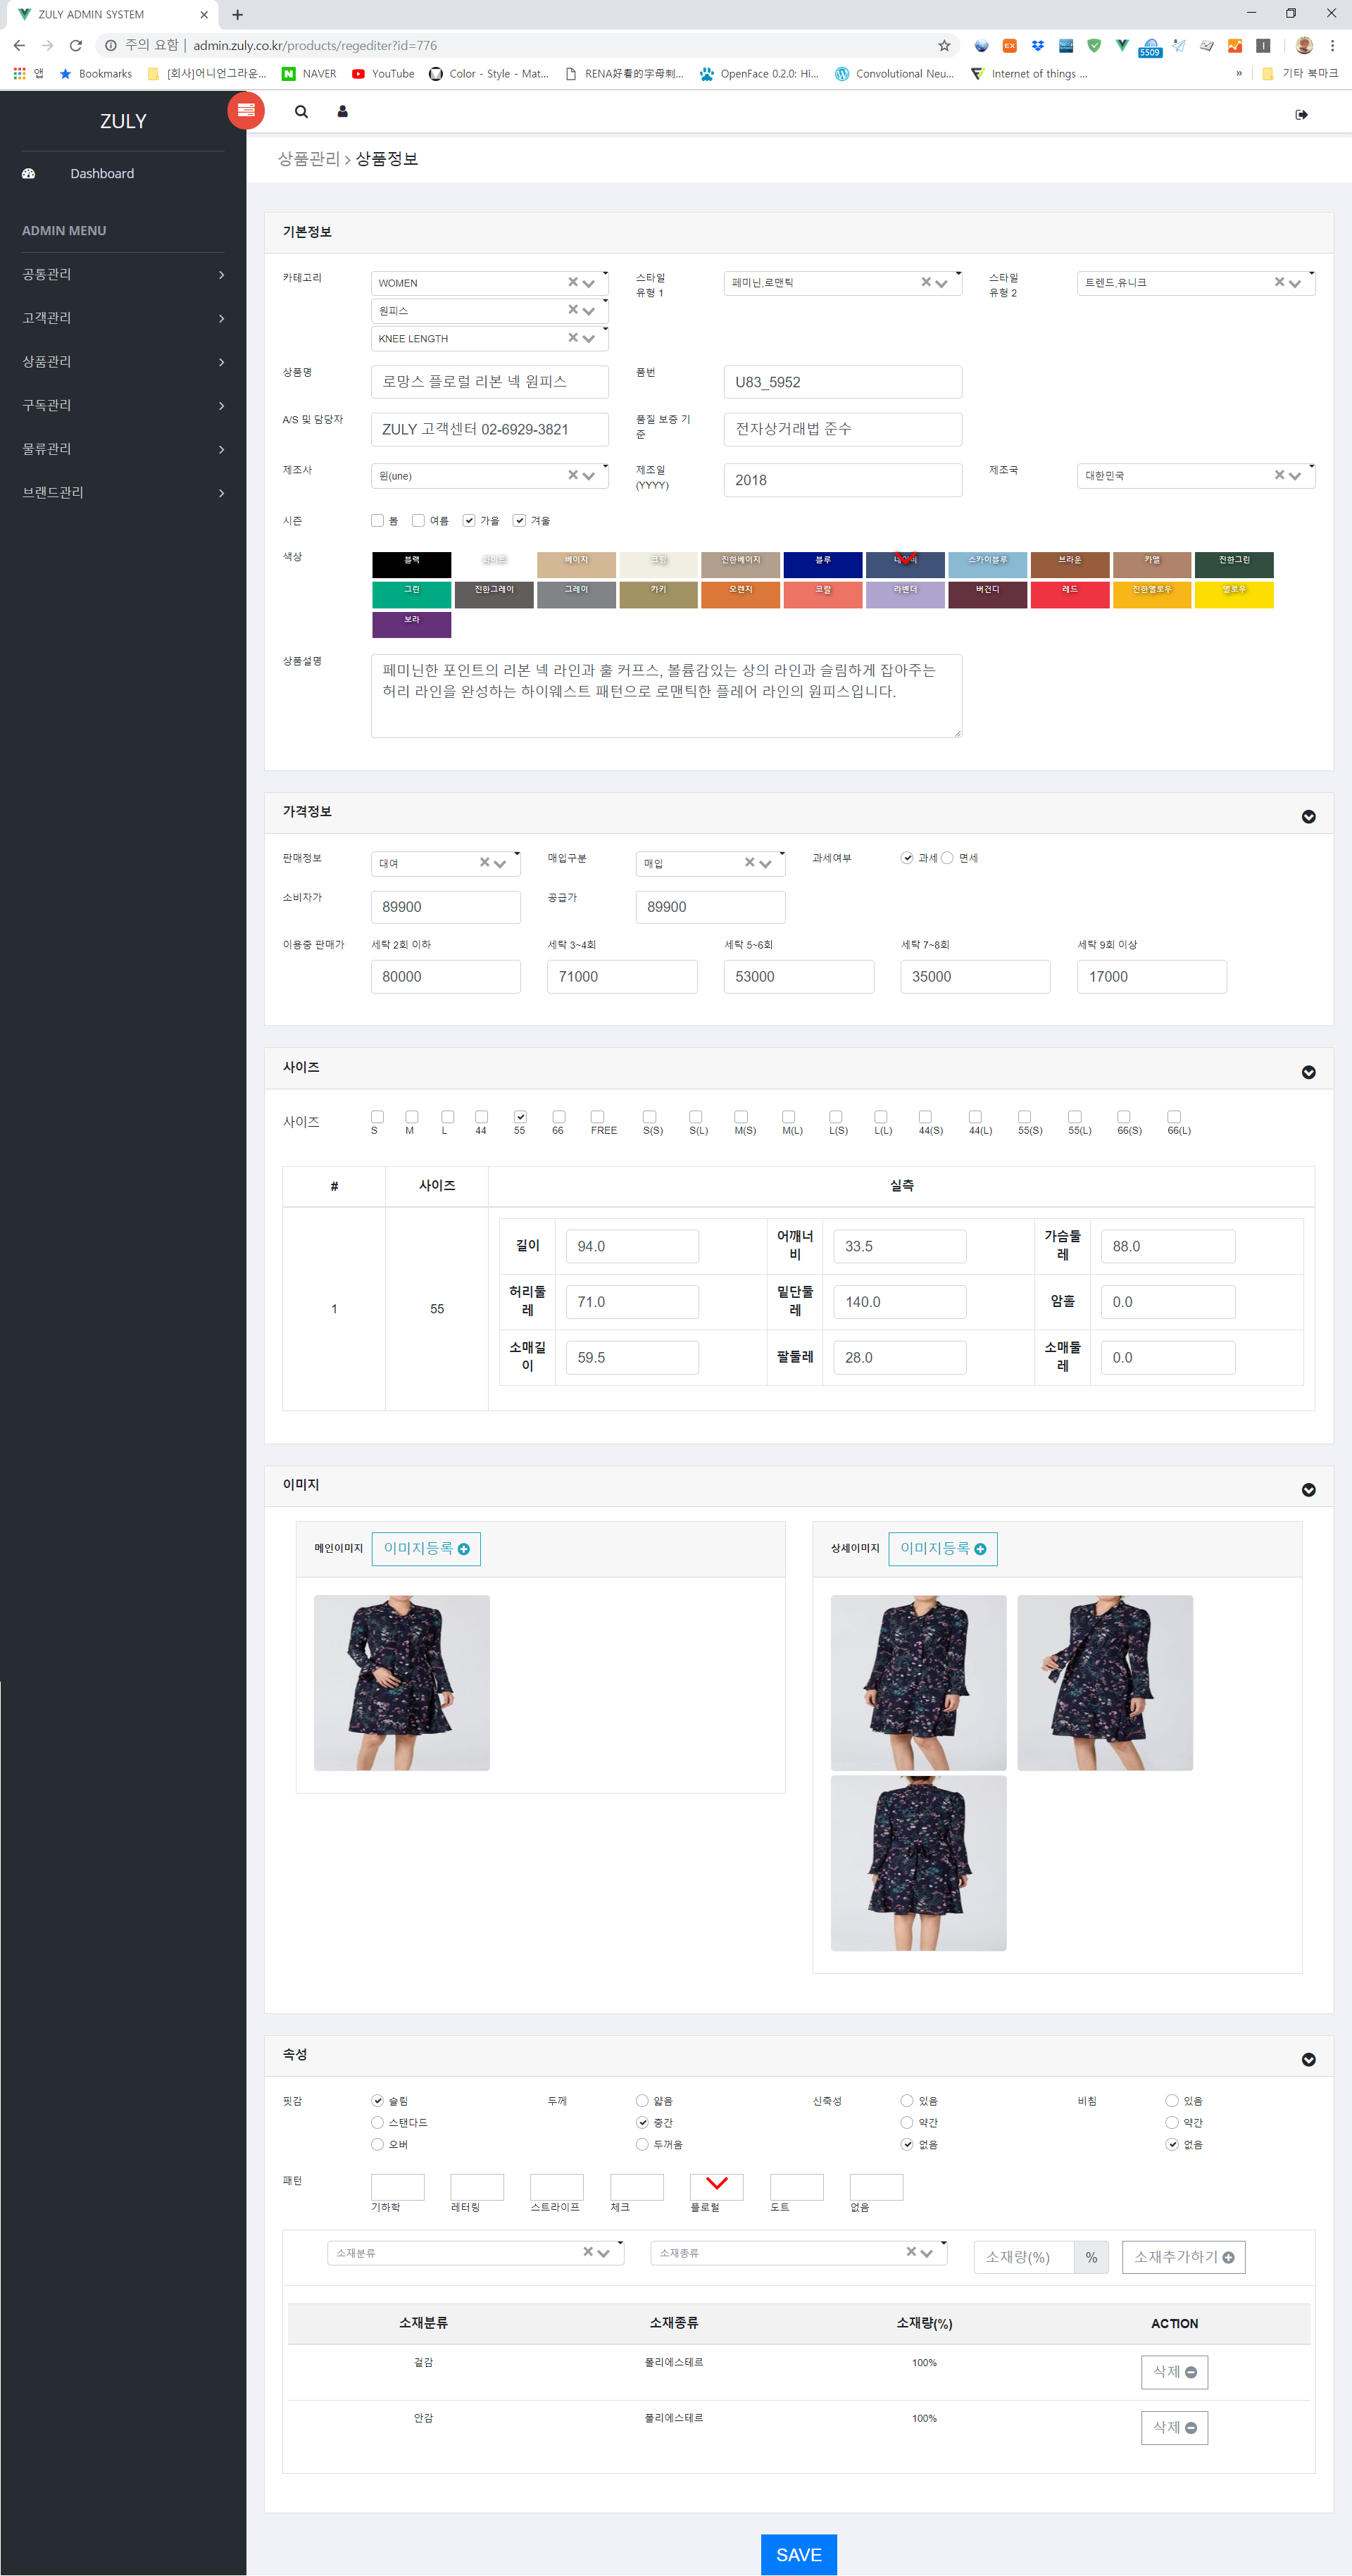 ZULY ADMIN SYSTEM
주의 요함 | admin.zuly.co.kr/products/regediter?id=776
5509
앱 Bookmarks [회사]어니언그라운... NAVER YouTube Color - Style - Mat... RENA好看的字母刺... OpenFace 0.2.0: Hi... Convolutional Neu... Internet of things ... » 기타 북마크
ZULY
Dashboard
ADMIN MENU
공통관리
고객관리
상품관리
구독관리
물류관리
브랜드관리
상품관리 > 상품정보
기본정보
카테고리 WOMEN 스타일 유형 1 페미닌,로맨틱 스타일 유형 2 트렌드,유니크
원피스
KNEE LENGTH
상품명 로망스 플로럴 리본 넥 원피스 품번 U83_5952
A/S 및 담당자 ZULY 고객센터 02-6929-3821 품질 보증 기준 전자상거래법 준수
제조사 윈(une) 제조일 (YYYY) 2018 제조국 대한민국
시즌 봄 여름 가을 겨울
색상 블랙 화이트 베이지 크림 진한베이지 블루 네이비 스카이블루 브라운 카멜 진한그린
그린 진한그레이 그레이 카키 오렌지 코랄 라벤더 버건디 레드 진한옐로우 옐로우
보라
상품설명 페미닌한 포인트의 리본 넥 라인과 훌 커프스, 볼륨감있는 상의 라인과 슬림하게 잡아주는
허리 라인을 완성하는 하이웨스트 패턴으로 로맨틱한 플레어 라인의 원피스입니다.
가격정보
판매정보 대여 매입구분 매입 과세여부 과세 면세
소비자가 89900 공급가 89900
이용중 판매가 세탁 2회 이하 세탁 3~4회 세탁 5~6회 세탁 7~8회 세탁 9회 이상
80000 71000 53000 35000 17000
사이즈
사이즈 S M L 44 55 66 FREE S(S) S(L) M(S) M(L) L(S) L(L) 44(S) 44(L) 55(S) 55(L) 66(S) 66(L)
# 사이즈 실측
길이 94.0 어깨너비 33.5 가슴둘레 88.0
1 55 허리둘레 71.0 밑단둘레 140.0 암홀 0.0
소매길이 59.5 팔둘레 28.0 소매둘레 0.0
이미지
메인이미지 이미지등록 상세이미지 이미지등록
속성
핏감 슬림 두께 얇음 신축성 있음 비침 있음
스탠다드 중간 약간 약간
오버 두꺼움 없음 없음
패턴 기하학 레터링 스트라이프 체크 플로럴 도트 없음
소재분류 소재종류 소재량(%) % 소재추가하기
소재분류 소재종류 소재량(%) ACTION
겉감 폴리에스테르 100% 삭제
안감 폴리에스테르 100% 삭제
SAVE